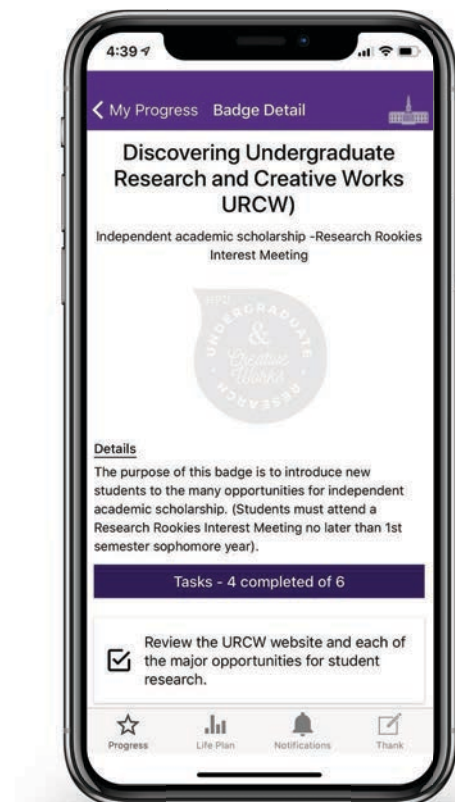 4:39
My Progress Badge Detail
Discovering Undergraduate
Research and Creative Works
URCW)
Independent academic scholarship -Research Rookies
Interest Meeting
UNDERGRADUATE
&
Creative
Works
RESEARCH
Details
The purpose of this badge is to introduce new
students to the many opportunities for independent
academic scholarship. (Students must attend a
Research Rookies Interest Meeting no later than 1st
semester sophomore year).
Tasks - 4 completed of 6
Review the URCW website and each of
the major opportunities for student
research.
Progress Life Plan Notifications Thank